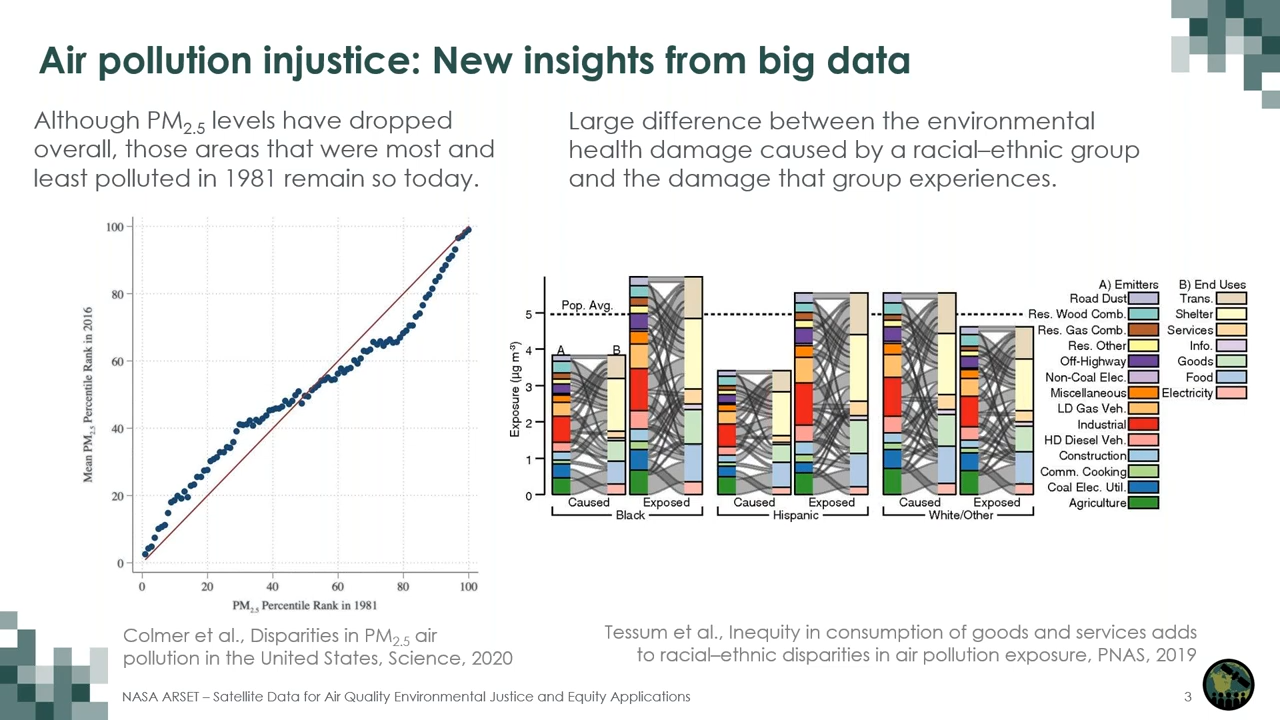 Air pollution injustice: New insights from big data
Although PM2.5 levels have dropped
overall, those areas that were most and
least polluted in 1981 remain so today.
Large difference between the environmental
health damage caused by a racial–ethnic group
and the damage that group experiences.
100
80
60
40
20
0
Mean PM2.5 Percentile Rank in 2016
0 20 40 60 80 100
PM2.5 Percentile Rank in 1981
Colmer et al., Disparities in PM2.5 air
pollution in the United States, Science, 2020
Exposure (µg m-3)
5
4
3
2
1
0
Pop. Avg.
A B
Caused Exposed Caused Exposed Caused Exposed
Black Hispanic White/Other
A) Emitters B) End Uses
Road Dust Trans.
Res. Wood Comb. Shelter
Res. Gas Comb. Services
Res. Other Info.
Off-Highway Goods
Non-Coal Elec. Food
Miscellaneous Electricity
LD Gas Veh.
Industrial
HD Diesel Veh.
Construction
Comm. Cooking
Coal Elec. Util.
Agriculture
Tessum et al., Inequity in consumption of goods and services adds
to racial–ethnic disparities in air pollution exposure, PNAS, 2019
NASA ARSET – Satellite Data for Air Quality Environmental Justice and Equity Applications
3